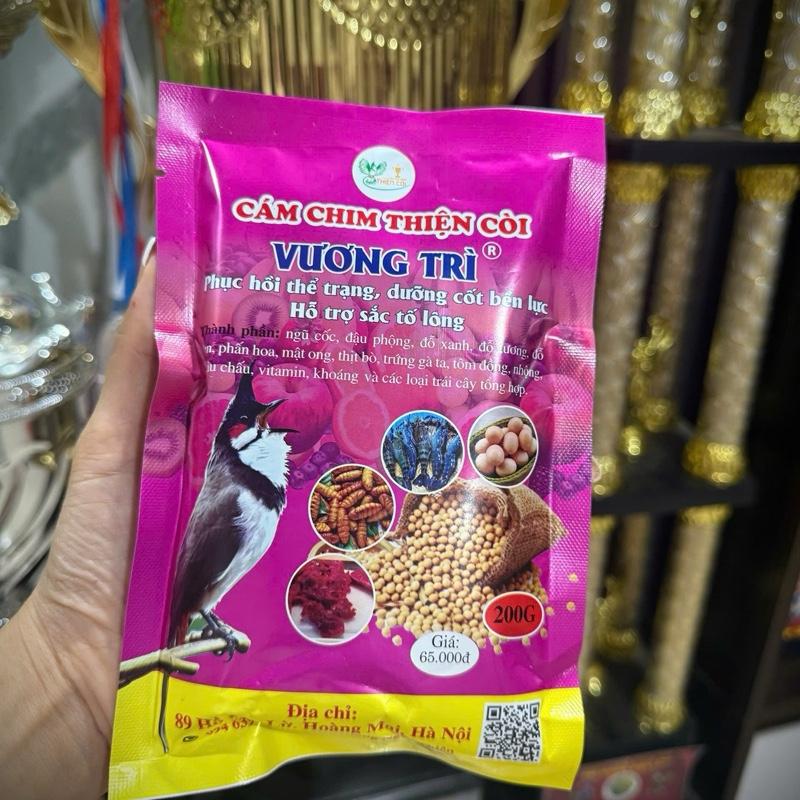 THIỆN CÒI
CÁM CHIM THIỆN CÒI
VƯƠNG TRÌ ®
Phục hồi thể trạng, dưỡng cốt bền lực
Hỗ trợ sắc tố lông
Thành phần: ngũ cốc, đậu phộng, đỗ xanh, đỗ tương, đỗ
phấn hoa, mật ong, thịt bò, trứng gà ta, tôm đồng, nhộng,
chấu, vitamin, khoáng và các loại trái cây tổng hợp.
200G
Giá:
65.000đ
Địa chỉ:
89 Hoàng Mai, Hà Nội